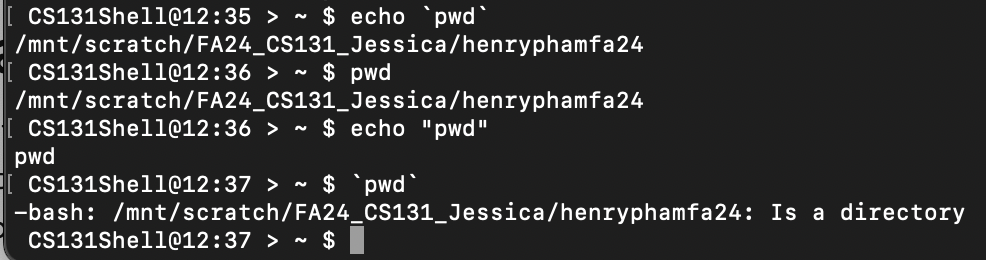 [ CS131Shell@12:35 > ~ $ echo `pwd`
/mnt/scratch/FA24_CS131_Jessica/henryphamfa24
[ CS131Shell@12:36 > ~ $ pwd
/mnt/scratch/FA24_CS131_Jessica/henryphamfa24
[ CS131Shell@12:36 > ~ $ echo "pwd"
pwd
[ CS131Shell@12:37 > ~ $ `pwd`
-bash: /mnt/scratch/FA24_CS131_Jessica/henryphamfa24: Is a directory
CS131Shell@12:37 > ~ $